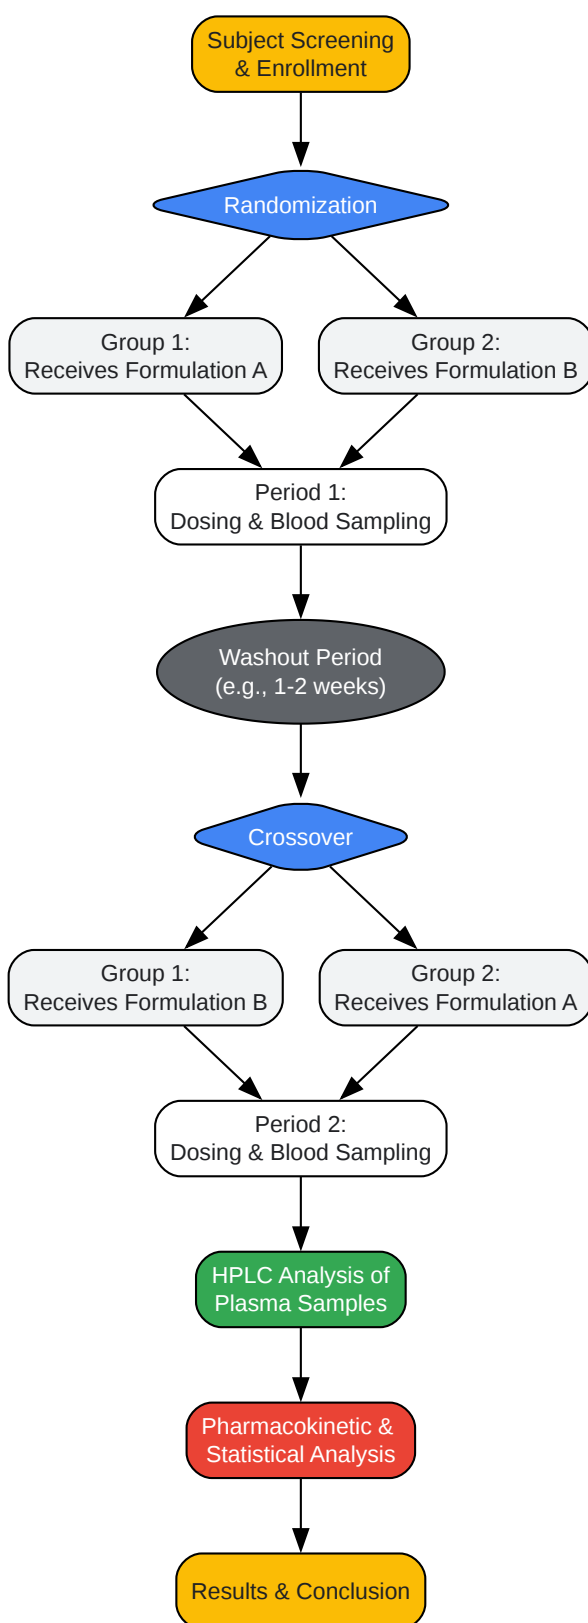 Subject Screening
& Enrollment
Randomization
Group 1:
Receives Formulation A
Group 2:
Receives Formulation B
Period 1:
Dosing & Blood Sampling
Washout Period
(e.g., 1-2 weeks)
Crossover
Group 1:
Receives Formulation B
Group 2:
Receives Formulation A
Period 2:
Dosing & Blood Sampling
HPLC Analysis of
Plasma Samples
Pharmacokinetic &
Statistical Analysis
Results & Conclusion